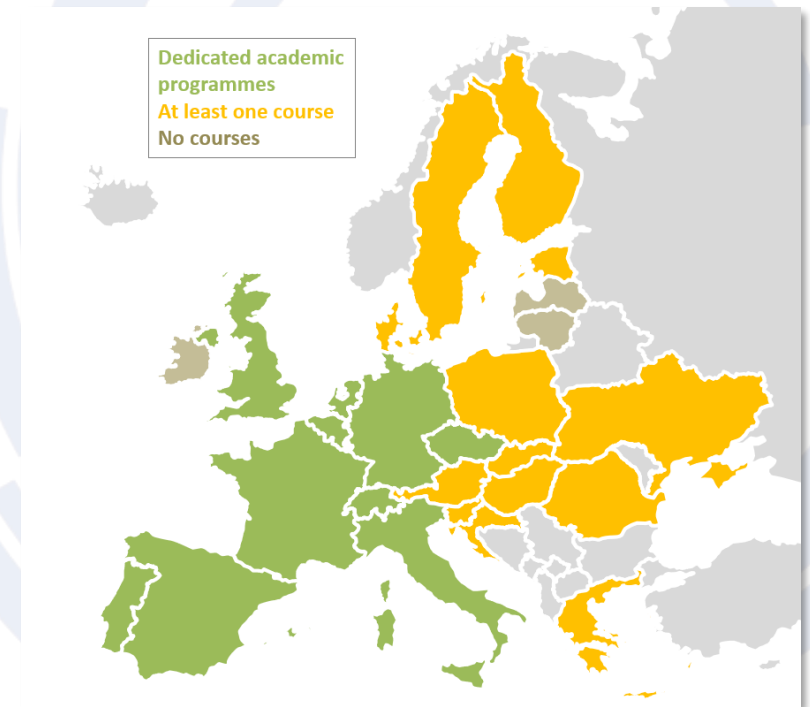 Dedicated academic
programmes
At least one course
No courses